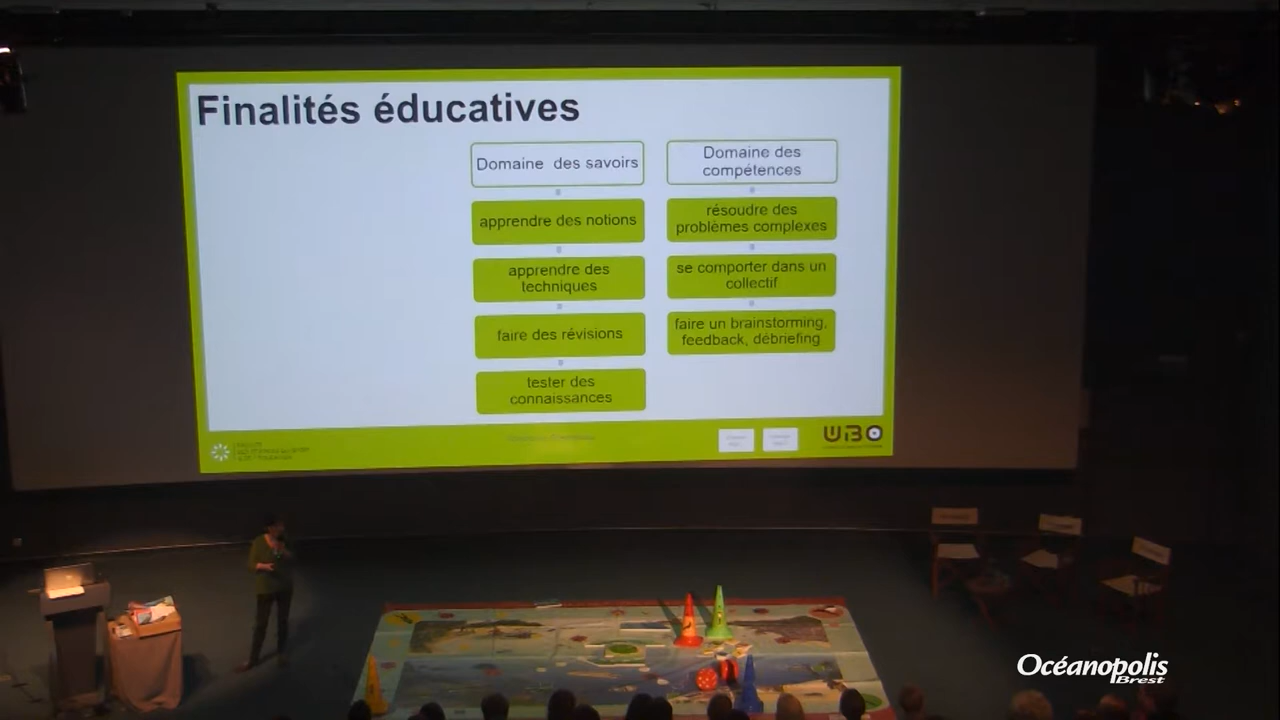 Finalités éducatives
Domaine des savoirs
apprendre des notions
apprendre des
techniques
faire des révisions
tester des
connaissances
Domaine des
compétences
résoudre des
problèmes complexes
se comporter dans un
collectif
faire un brainstorming,
feedback, débriefing
UBO
Océanopolis
Brest